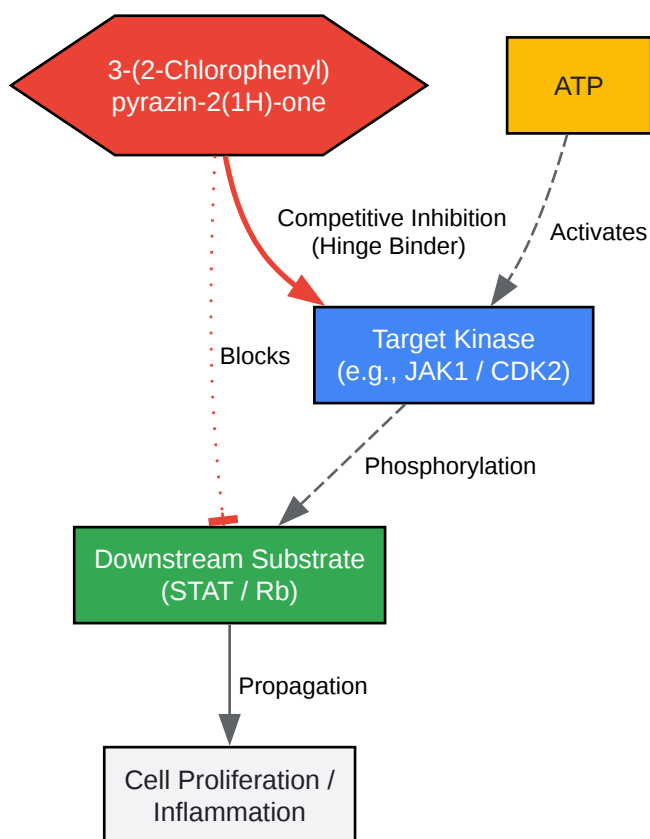 3-(2-Chlorophenyl)
pyrazin-2(1H)-one
ATP
Competitive Inhibition
(Hinge Binder)
Activates
Target Kinase
(e.g., JAK1 / CDK2)
Blocks
Phosphorylation
Downstream Substrate
(STAT / Rb)
Propagation
Cell Proliferation /
Inflammation